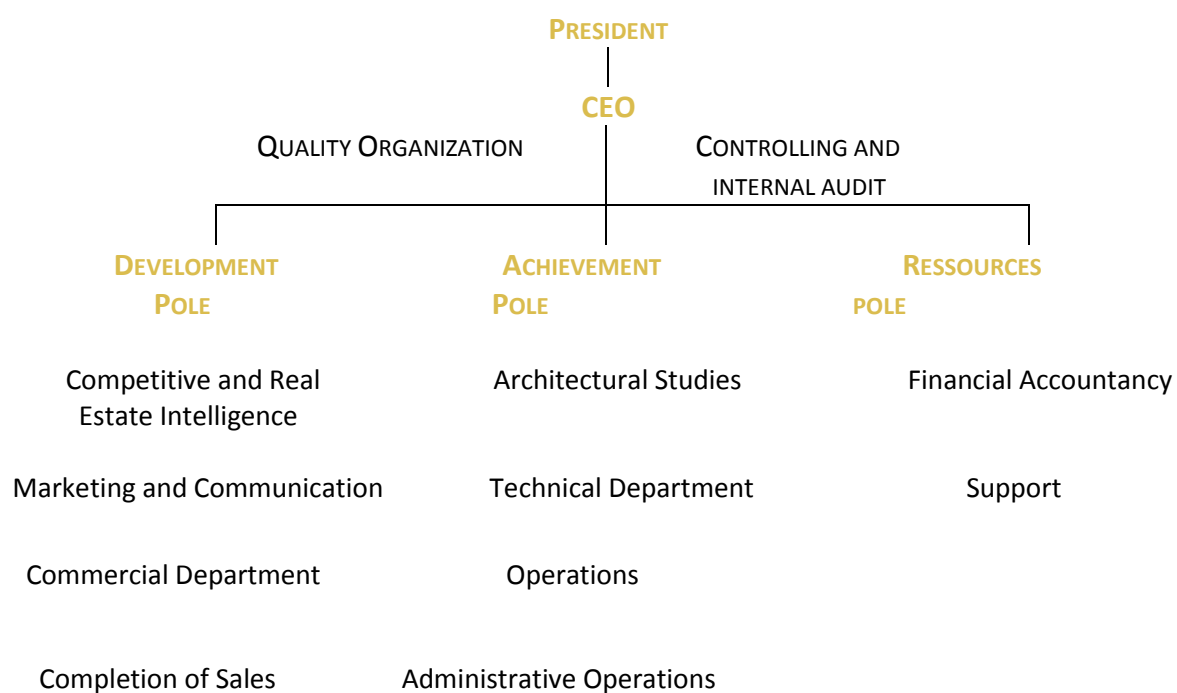 PRESIDENT
CEO
QUALITY ORGANIZATION
CONTROLLING AND
INTERNAL AUDIT
DEVELOPMENT
POLE
ACHIEVEMENT
POLE
RESSOURCES
POLE
Competitive and Real
Estate Intelligence
Architectural Studies
Financial Accountancy
Marketing and Communication
Technical Department
Support
Commercial Department
Operations
Completion of Sales
Administrative Operations